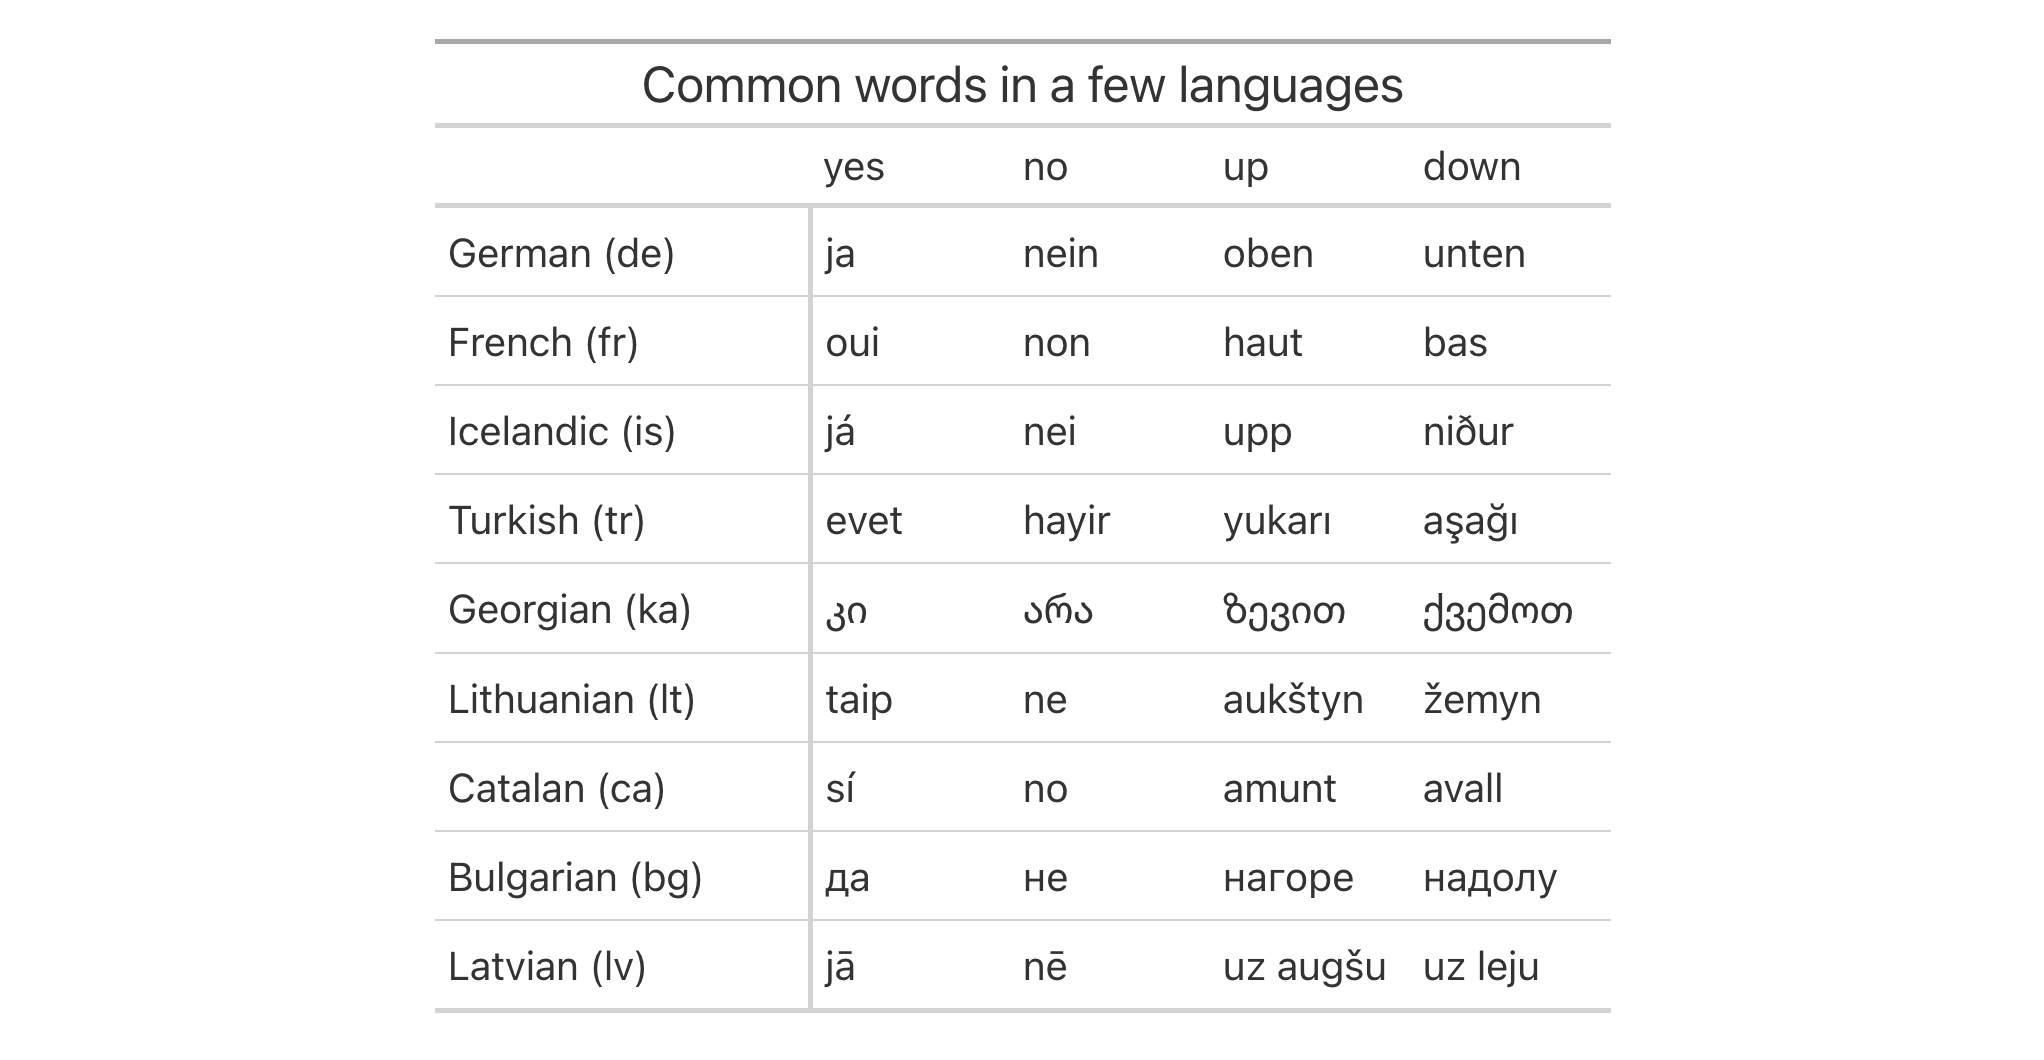 Common words in a few languages
yes no up down
German (de) ja nein oben unten
French (fr) oui non haut bas
Icelandic (is) já nei upp niður
Turkish (tr) evet hayir yukarı aşağı
Georgian (ka) კი არა ზევით ქვემოთ
Lithuanian (lt) taip ne aukštyn žemyn
Catalan (ca) sí no amunt avall
Bulgarian (bg) да не нагоре надолу
Latvian (lv) jā nē uz augšu uz leju